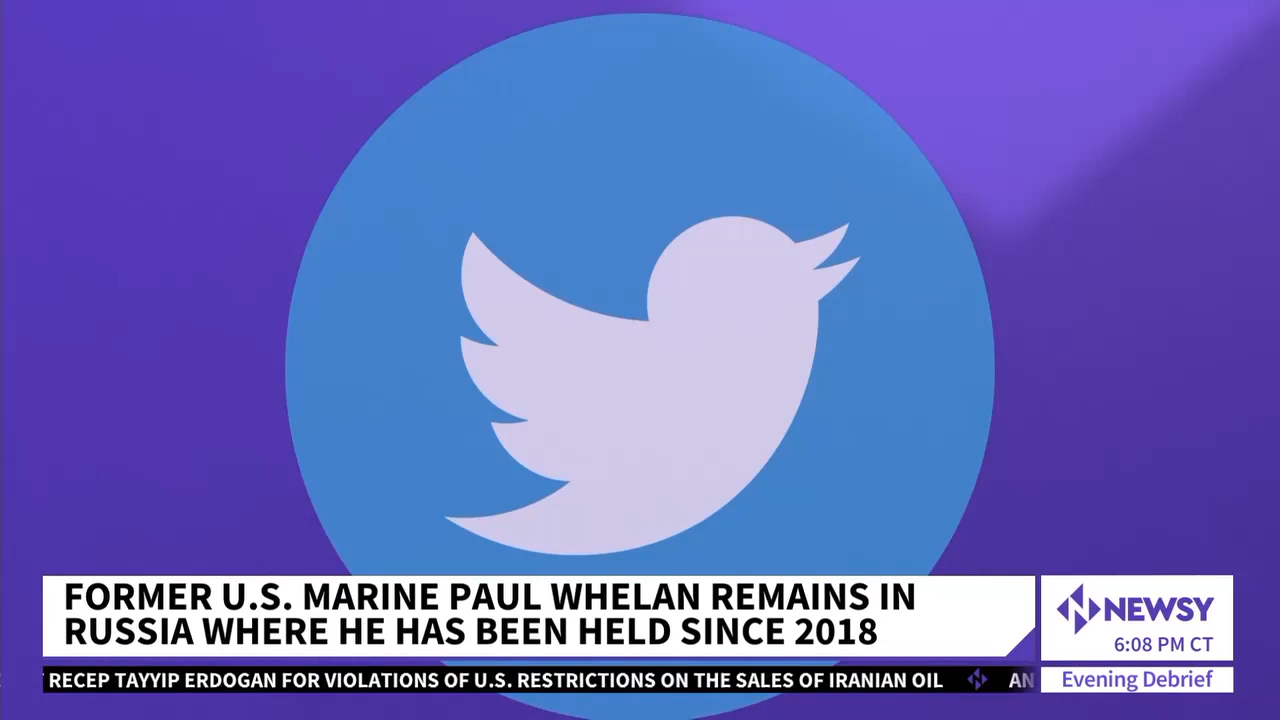 FORMER U.S. MARINE PAUL WHELAN REMAINS IN
RUSSIA WHERE HE HAS BEEN HELD SINCE 2018
NEWSY
6:08 PM CT
RECEP TAYYIP ERDOGAN FOR VIOLATIONS OF U.S. RESTRICTIONS ON THE SALES OF IRANIAN OIL
AN
Evening Debrief